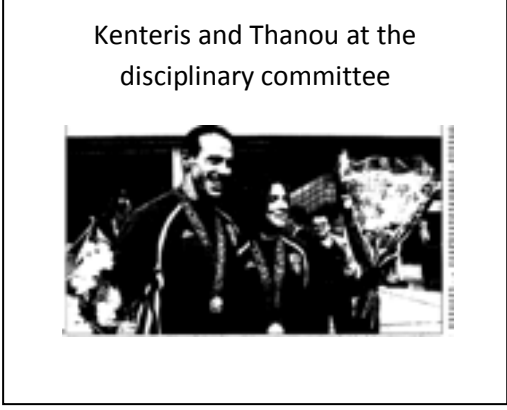 Kenteris and Thanou at the
disciplinary committee